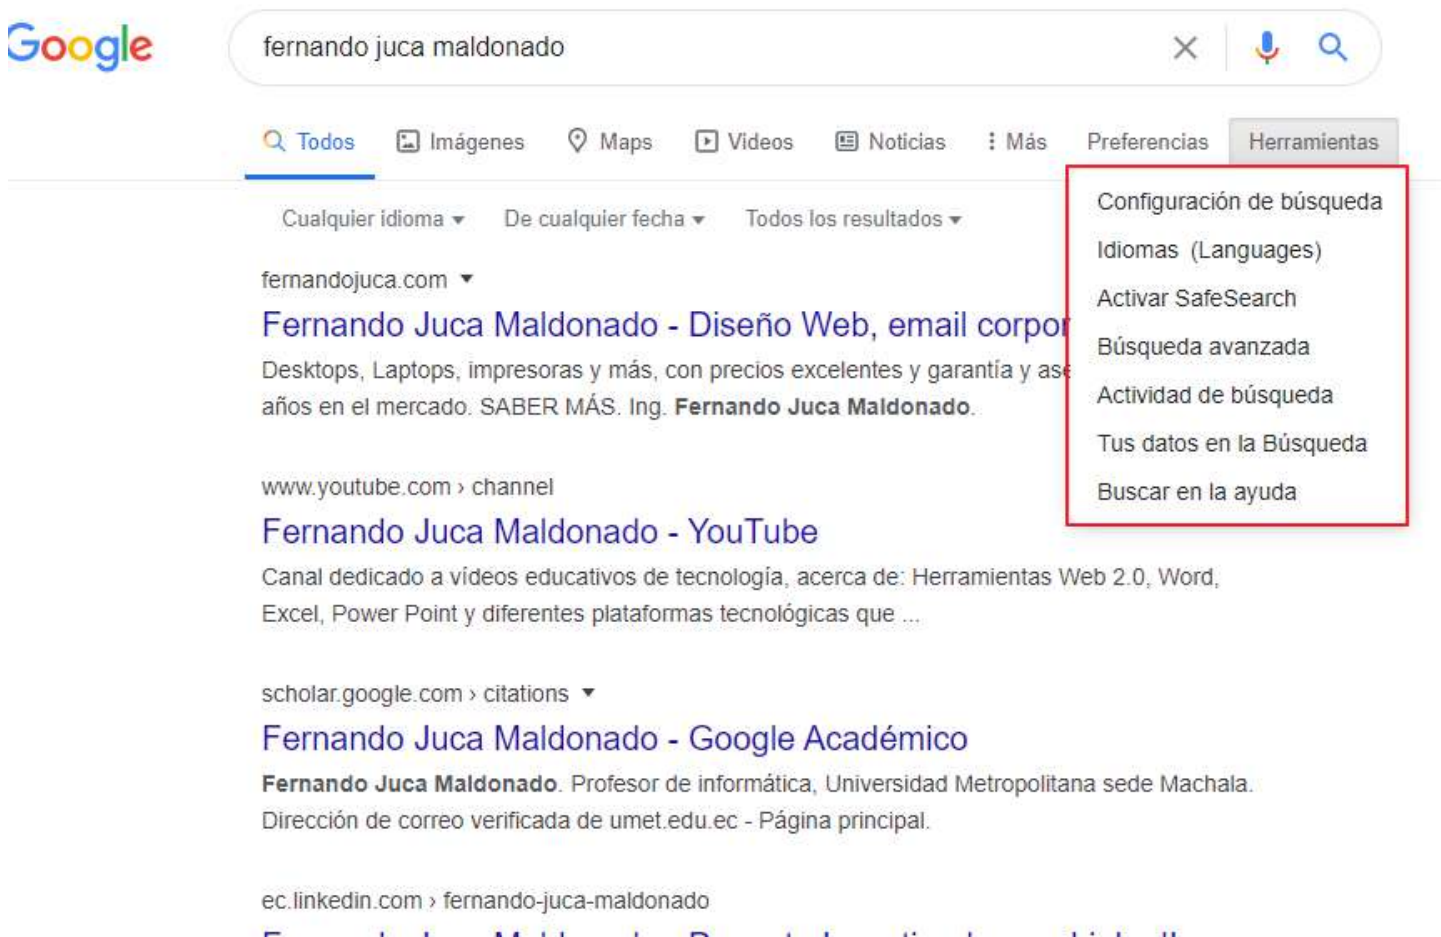 Google
fernando juca maldonado
Todos Imágenes Maps Videos Noticias Más Preferencias Herramientas
Configuración de búsqueda
Idiomas (Languages)
Activar SafeSearch
Búsqueda avanzada
Actividad de búsqueda
Tus datos en la Búsqueda
Buscar en la ayuda
Cualquier idioma De cualquier fecha Todos los resultados
fernandojuca.com
Fernando Juca Maldonado - Diseño Web, email corpor
Desktops, Laptops, impresoras y más, con precios excelentes y garantía y ase
años en el mercado. SABER MÁS. Ing. Fernando Juca Maldonado.
www.youtube.com › channel
Fernando Juca Maldonado - YouTube
Canal dedicado a vídeos educativos de tecnología, acerca de: Herramientas Web 2.0, Word,
Excel, Power Point y diferentes plataformas tecnológicas que ...
scholar.google.com › citations
Fernando Juca Maldonado - Google Académico
Fernando Juca Maldonado. Profesor de informática, Universidad Metropolitana sede Machala.
Dirección de correo verificada de umet.edu.ec - Página principal.
ec.linkedin.com › fernando-juca-maldonado